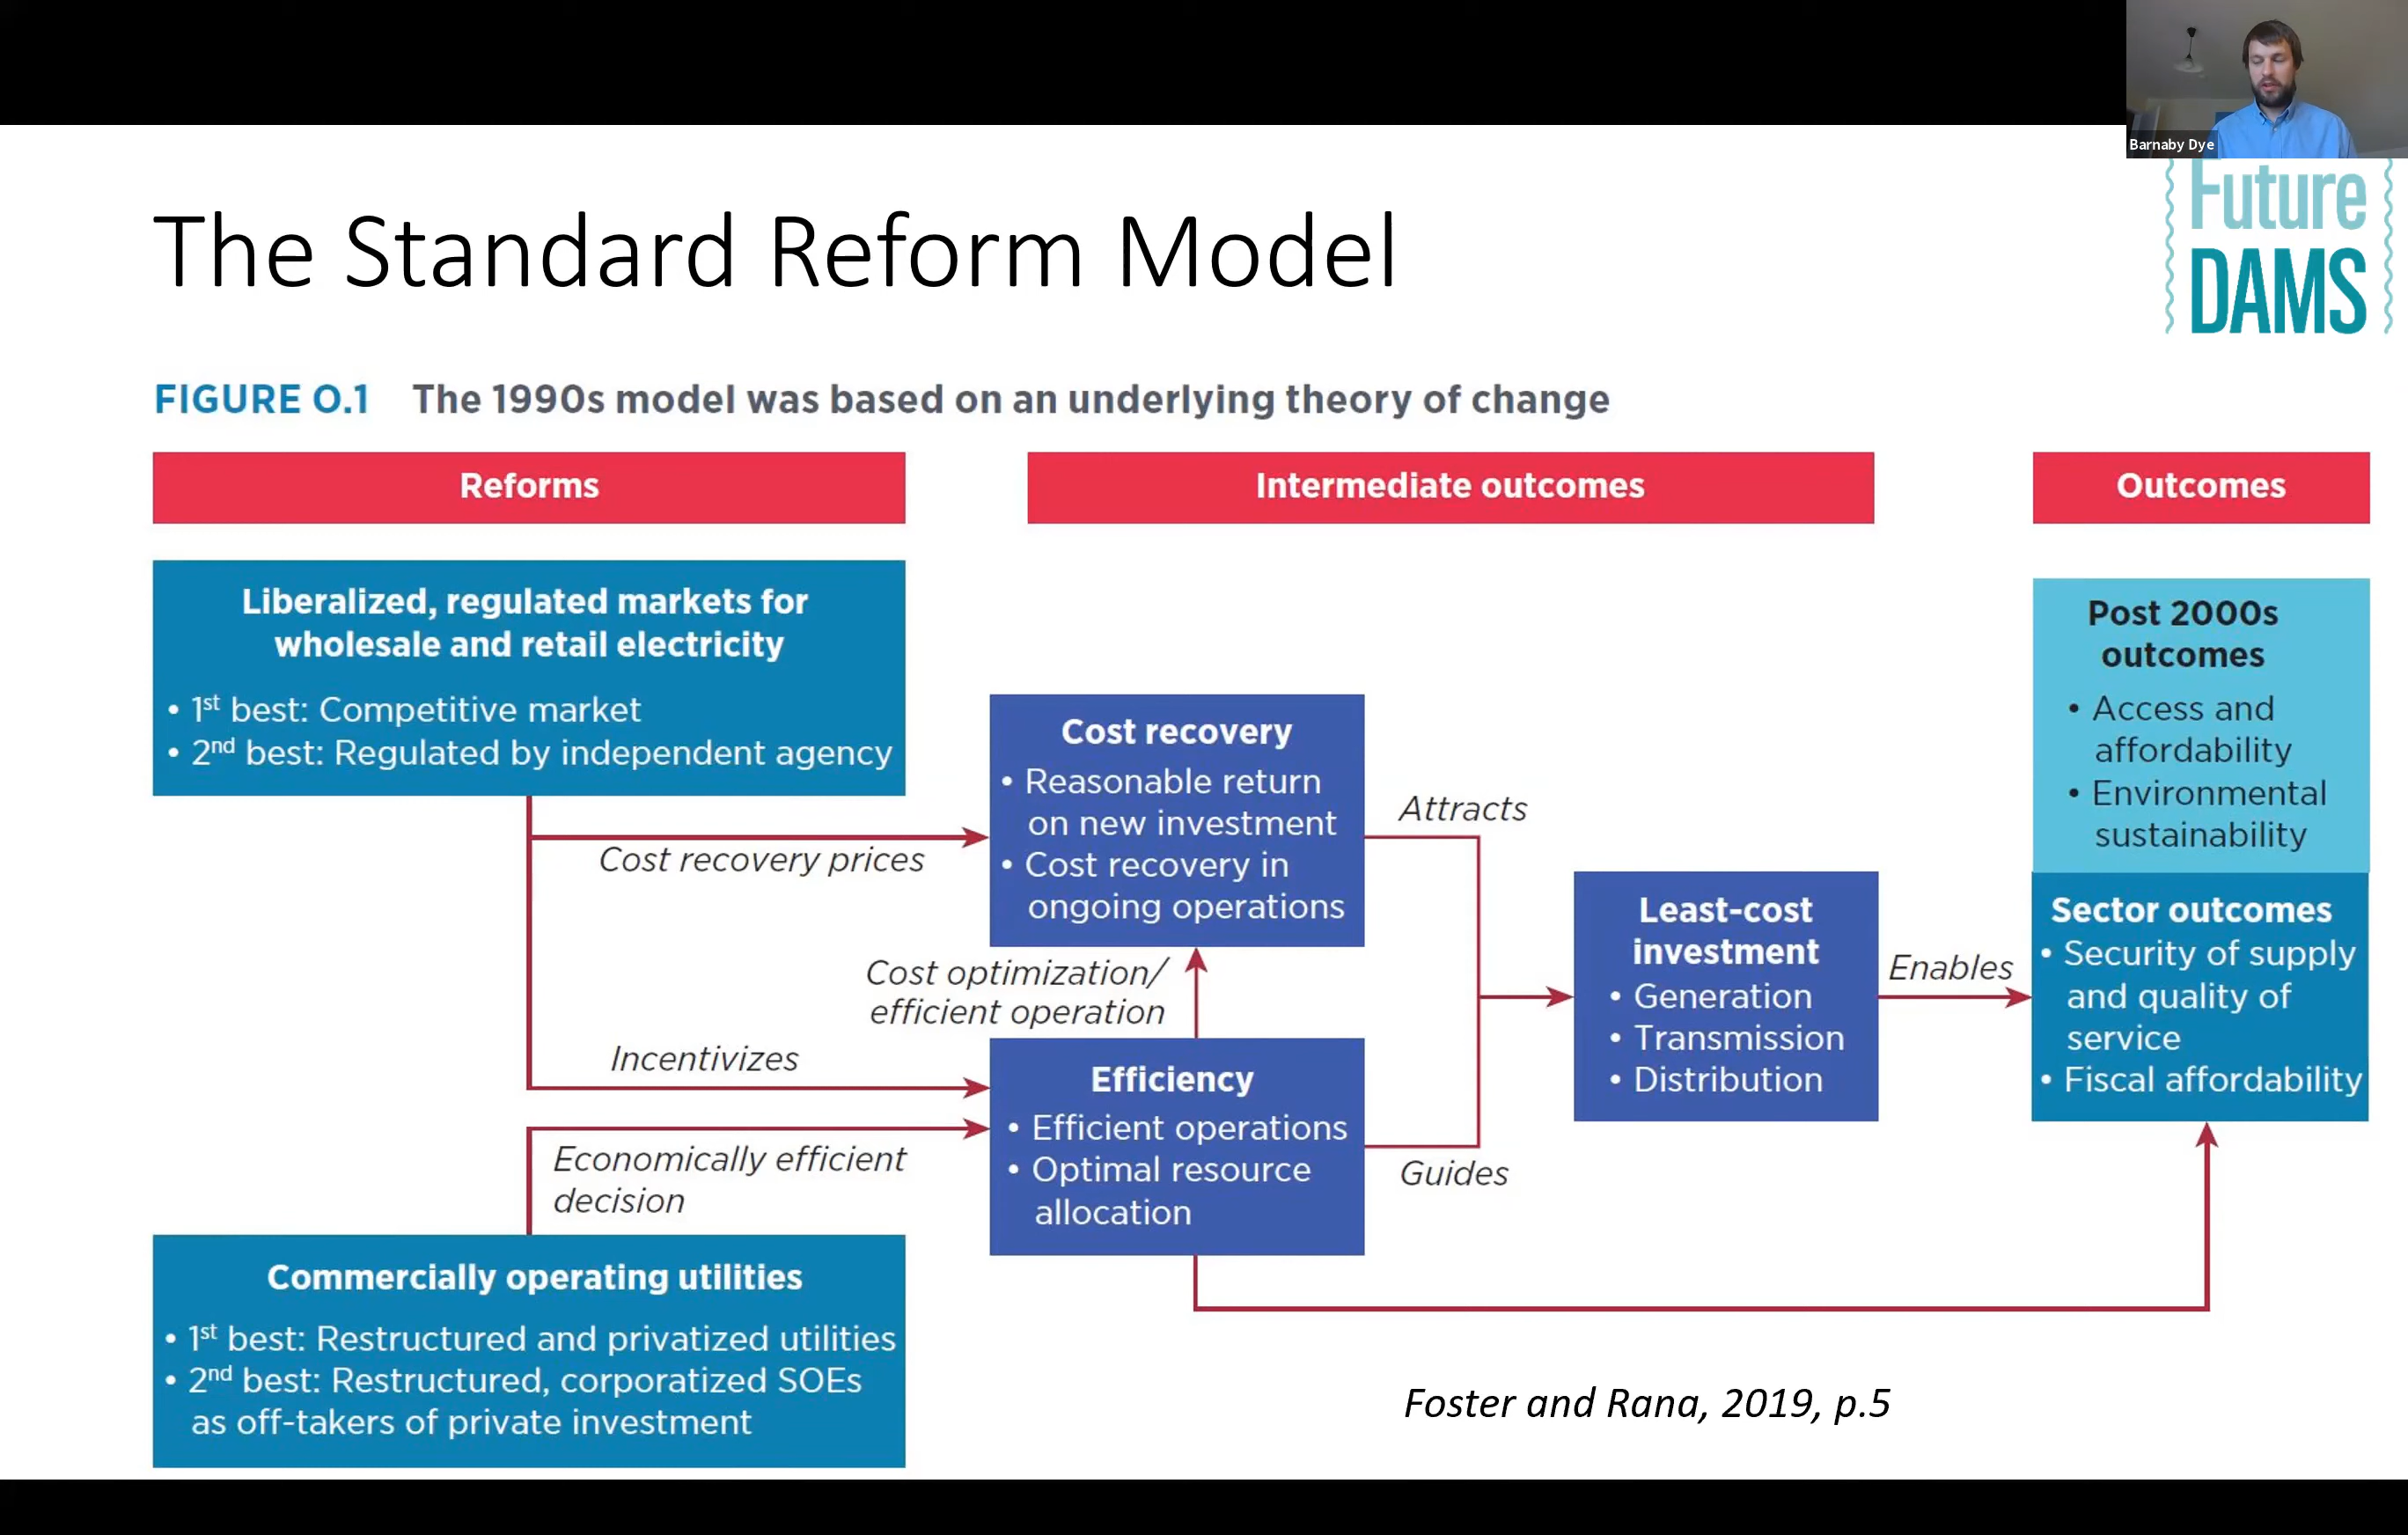 Barnaby Dye
Future
DAMS
The Standard Reform Model
FIGURE O.1 The 1990s model was based on an underlying theory of change
Reforms
Intermediate outcomes
Outcomes
Liberalized, regulated markets for
wholesale and retail electricity
• 1st best: Competitive market
• 2nd best: Regulated by independent agency
Cost recovery prices
Incentivizes
Economically efficient
decision
Commercially operating utilities
• 1st best: Restructured and privatized utilities
• 2nd best: Restructured, corporatized SOEs
as off-takers of private investment
Cost recovery
• Reasonable return
on new investment
• Cost recovery in
ongoing operations
Cost optimization/
efficient operation
Efficiency
• Efficient operations
• Optimal resource
allocation
Attracts
Guides
Least-cost
investment
• Generation
• Transmission
• Distribution
Enables
Post 2000s
outcomes
• Access and
affordability
• Environmental
sustainability
Sector outcomes
• Security of supply
and quality of
service
• Fiscal affordability
Foster and Rana, 2019, p.5